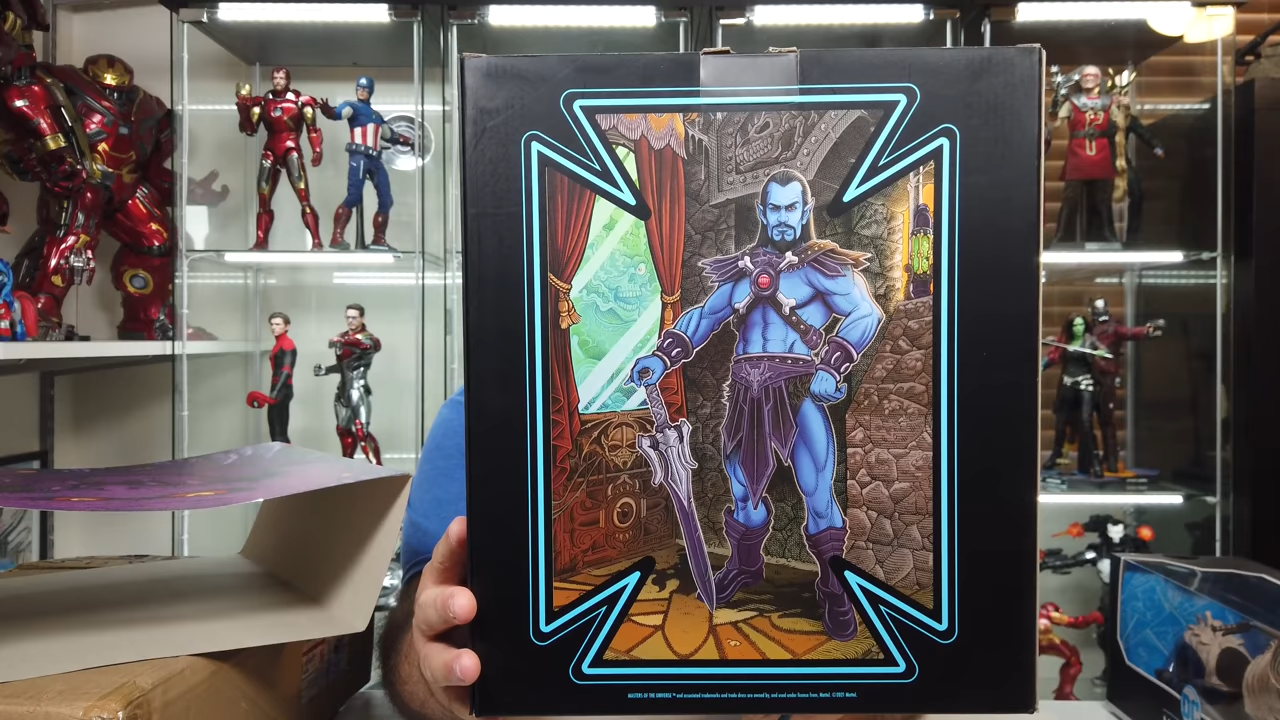 MASTERS OF THE UNIVERSE™ and associated trademarks and trade dress are owned by, and used under license from, Mattel. ©2021 Mattel.